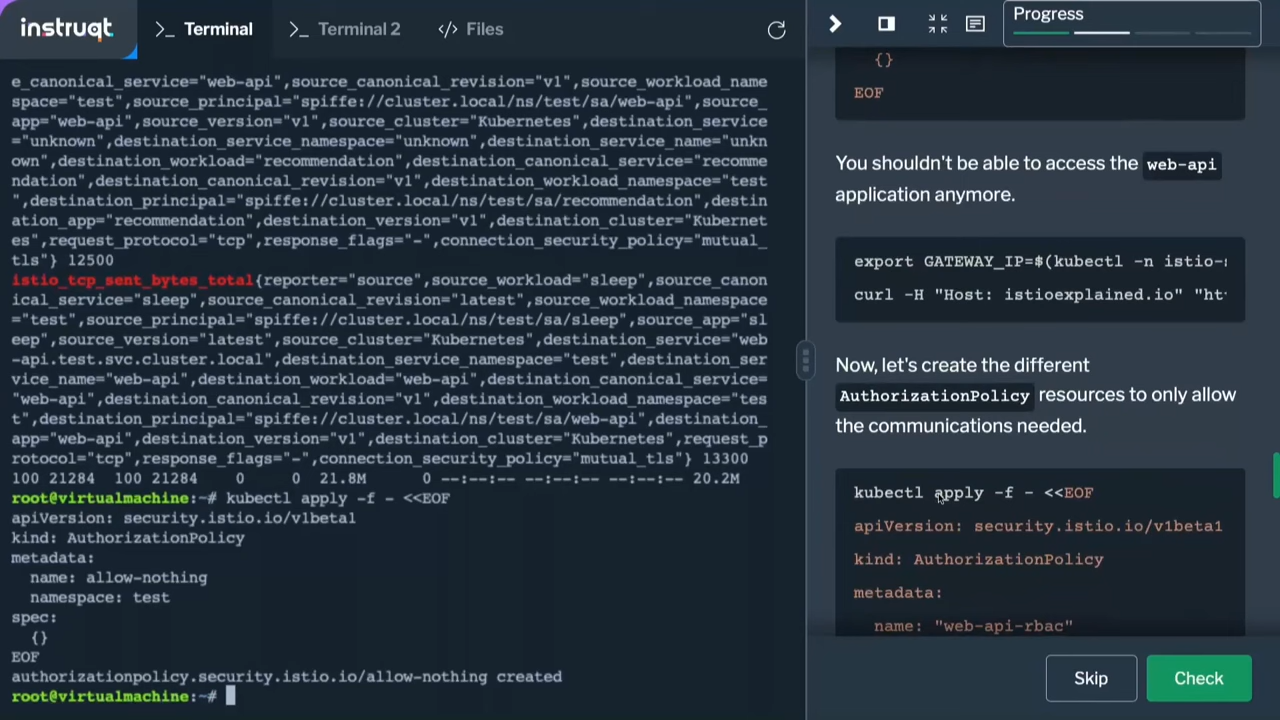 instruqt
>_ Terminal
>_ Terminal 2
</> Files
Progress
e_canonical_service="web-api",source_canonical_revision="v1",source_workload_name
space="test",source_principal="spiffe://cluster.local/ns/test/sa/web-api",source_
app="web-api",source_version="v1",source_cluster="Kubernetes",destination_service
="unknown",destination_service_namespace="unknown",destination_service_name="unkn
own",destination_workload="recommendation",destination_canonical_service="recomme
ndation",destination_canonical_revision="v1",destination_workload_namespace="test
",destination_principal="spiffe://cluster.local/ns/test/sa/recommendation",destin
ation_app="recommendation",destination_version="v1",destination_cluster="Kubernet
es",request_protocol="tcp",response_flags="-",connection_security_policy="mutual_
tls"} 12500
istio_tcp_sent_bytes_total{reporter="source",source_workload="sleep",source_canon
ical_service="sleep",source_canonical_revision="latest",source_workload_namespace
="test",source_principal="spiffe://cluster.local/ns/test/sa/sleep",source_app="sl
eep",source_version="latest",source_cluster="Kubernetes",destination_service="web
-api.test.svc.cluster.local",destination_service_namespace="test",destination_ser
vice_name="web-api",destination_workload="web-api",destination_canonical_service=
"web-api",destination_canonical_revision="v1",destination_workload_namespace="tes
t",destination_principal="spiffe://cluster.local/ns/test/sa/web-api",destination_
app="web-api",destination_version="v1",destination_cluster="Kubernetes",request_p
rotocol="tcp",response_flags="-",connection_security_policy="mutual_tls"} 13300
100 21284  100 21284    0     0  21.8M      0 --:--:-- --:--:-- --:--:-- 20.2M
root@virtualmachine:~# kubectl apply -f - <<EOF
apiVersion: security.istio.io/v1beta1
kind: AuthorizationPolicy
metadata:
  name: allow-nothing
  namespace: test
spec:
  {}
EOF
authorizationpolicy.security.istio.io/allow-nothing created
root@virtualmachine:~#
{}
EOF
You shouldn't be able to access the web-api
application anymore.
export GATEWAY_IP=$(kubectl -n istio-s
curl -H "Host: istioexplained.io" "ht
Now, let's create the different
AuthorizationPolicy resources to only allow
the communications needed.
kubectl apply -f - <<EOF
apiVersion: security.istio.io/v1beta1
kind: AuthorizationPolicy
metadata:
  name: "web-api-rbac"
Skip
Check